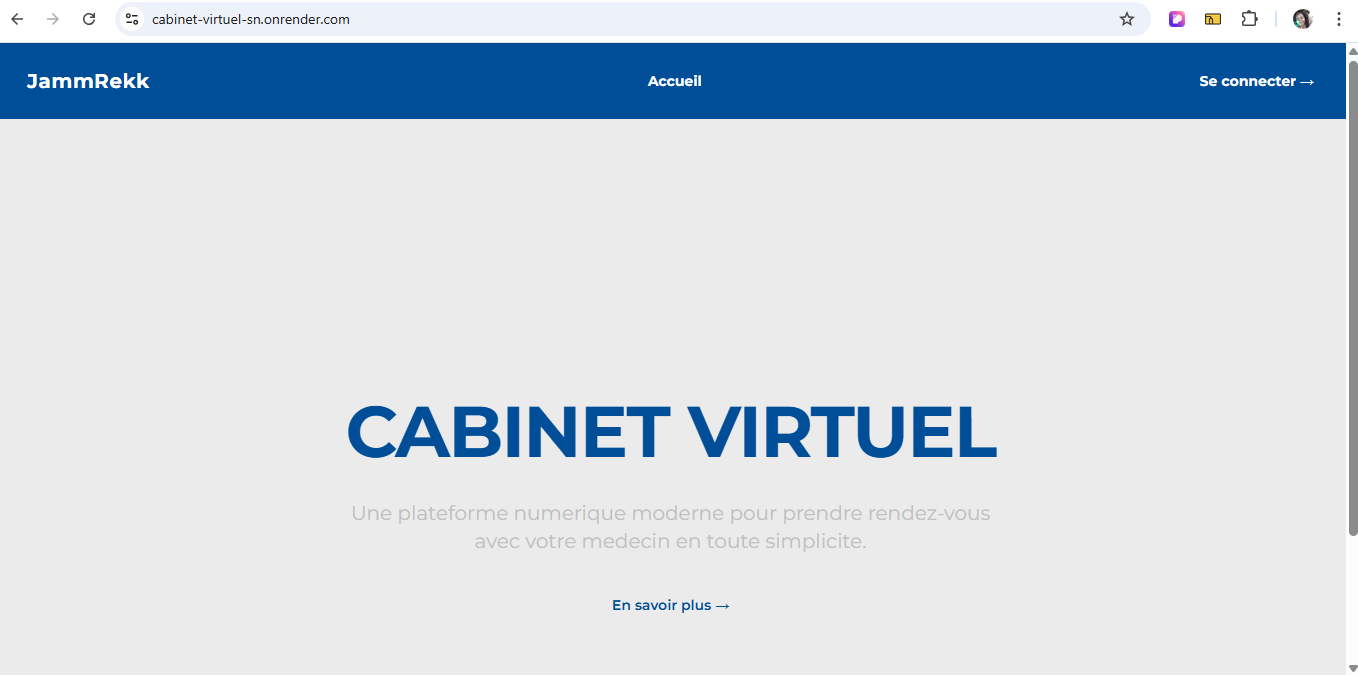 cabinet-virtuel-sn.onrender.com
JammRekk
Accueil
Se connecter →
CABINET VIRTUEL
Une plateforme numerique moderne pour prendre rendez-vous
avec votre medecin en toute simplicite.
En savoir plus →